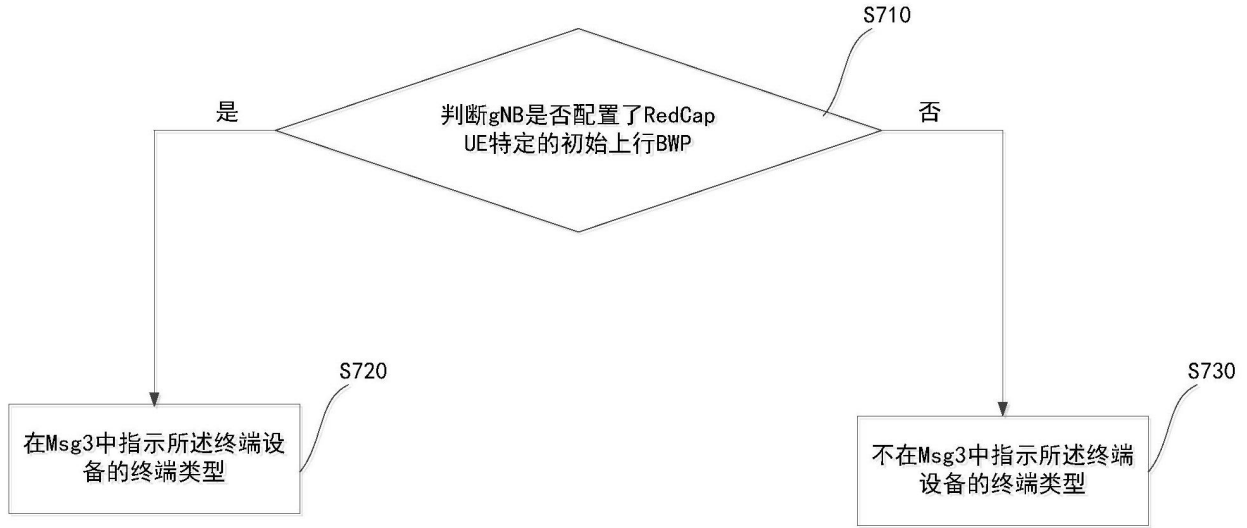 S710
判断gNB是否配置了RedCap
UE特定的初始上行BWP
是
否
S720
在Msg3中指示所述终端设
备的终端类型
S730
不在Msg3中指示所述终端
设备的终端类型